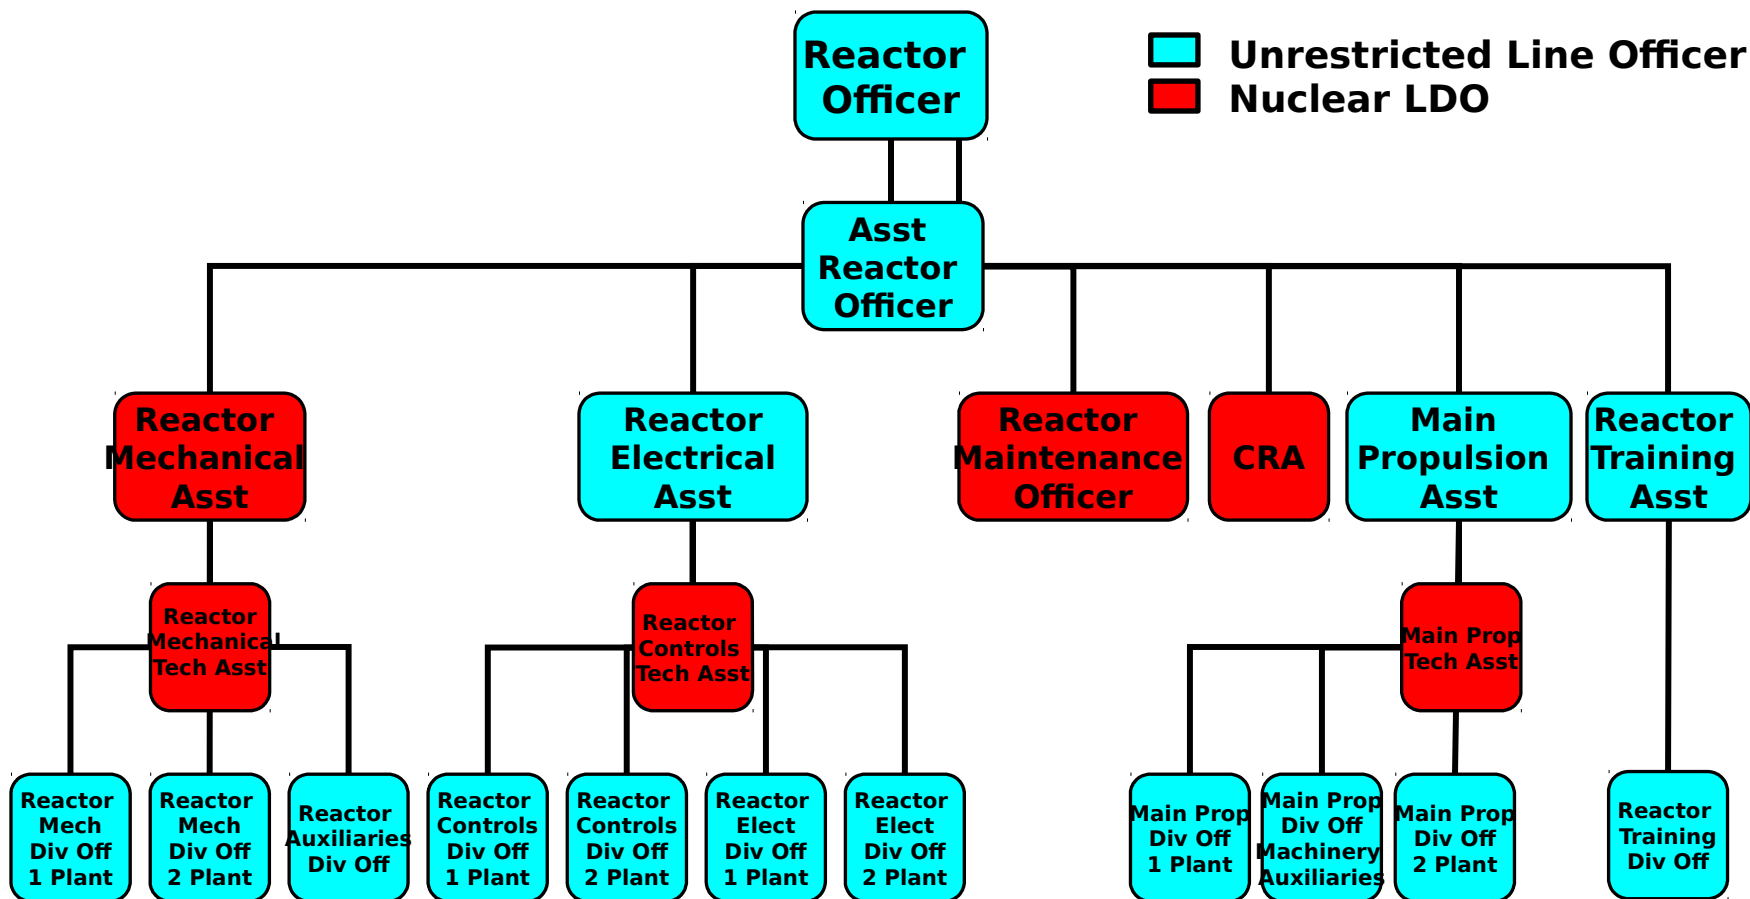 Reactor
Officer
Unrestricted Line Officer
Nuclear LDO
Asst
Reactor
Officer
Reactor
Mechanical
Asst
Reactor
Electrical
Asst
Reactor
Maintenance
Officer
CRA
Main
Propulsion
Asst
Reactor
Training
Asst
Reactor
Mechanical
Tech Asst
Reactor
Controls
Tech Asst
Main Prop
Tech Asst
Reactor
Mech
Div Off
1 Plant
Reactor
Mech
Div Off
2 Plant
Reactor
Auxiliaries
Div Off
Reactor
Controls
Div Off
1 Plant
Reactor
Controls
Div Off
2 Plant
Reactor
Elect
Div Off
1 Plant
Reactor
Elect
Div Off
2 Plant
Main Prop
Div Off
1 Plant
Main Prop
Div Off
Machinery
Auxiliaries
Main Prop
Div Off
2 Plant
Reactor
Training
Div Off